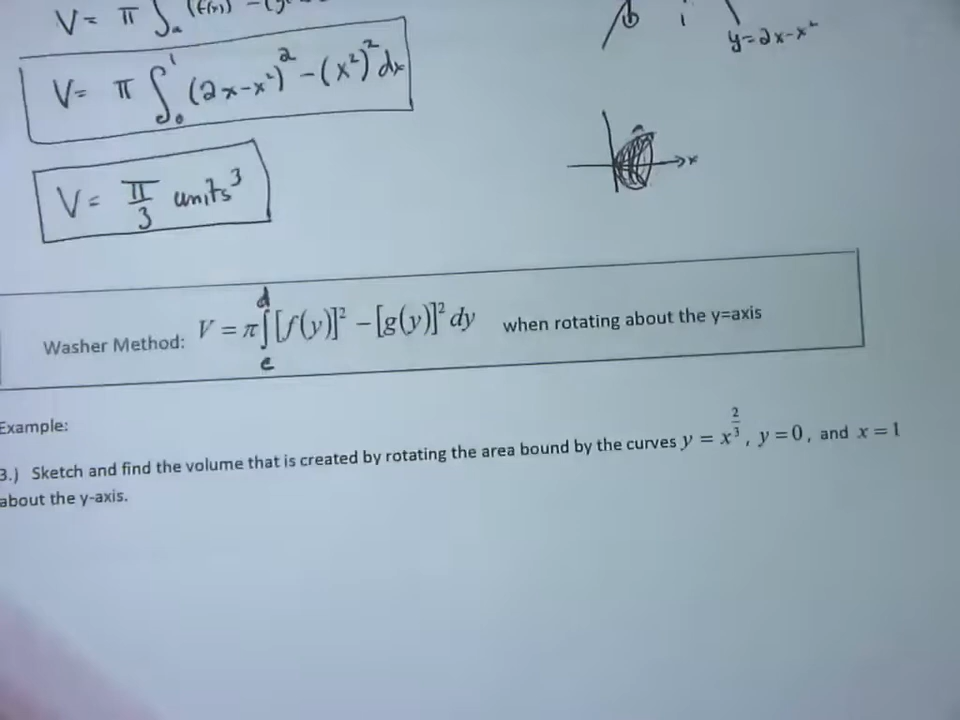 V = π ∫
V = π ∫₀¹ (2x-x²)² - (x²)² dx
y=2x-x²
x
V = π/3 units³
Washer Method: V = π∫[f(y)]² - [g(y)]² dy when rotating about the y=axis
d
c
Example:
3.) Sketch and find the volume that is created by rotating the area bound by the curves y = x^(2/3), y = 0, and x = 1
about the y-axis.